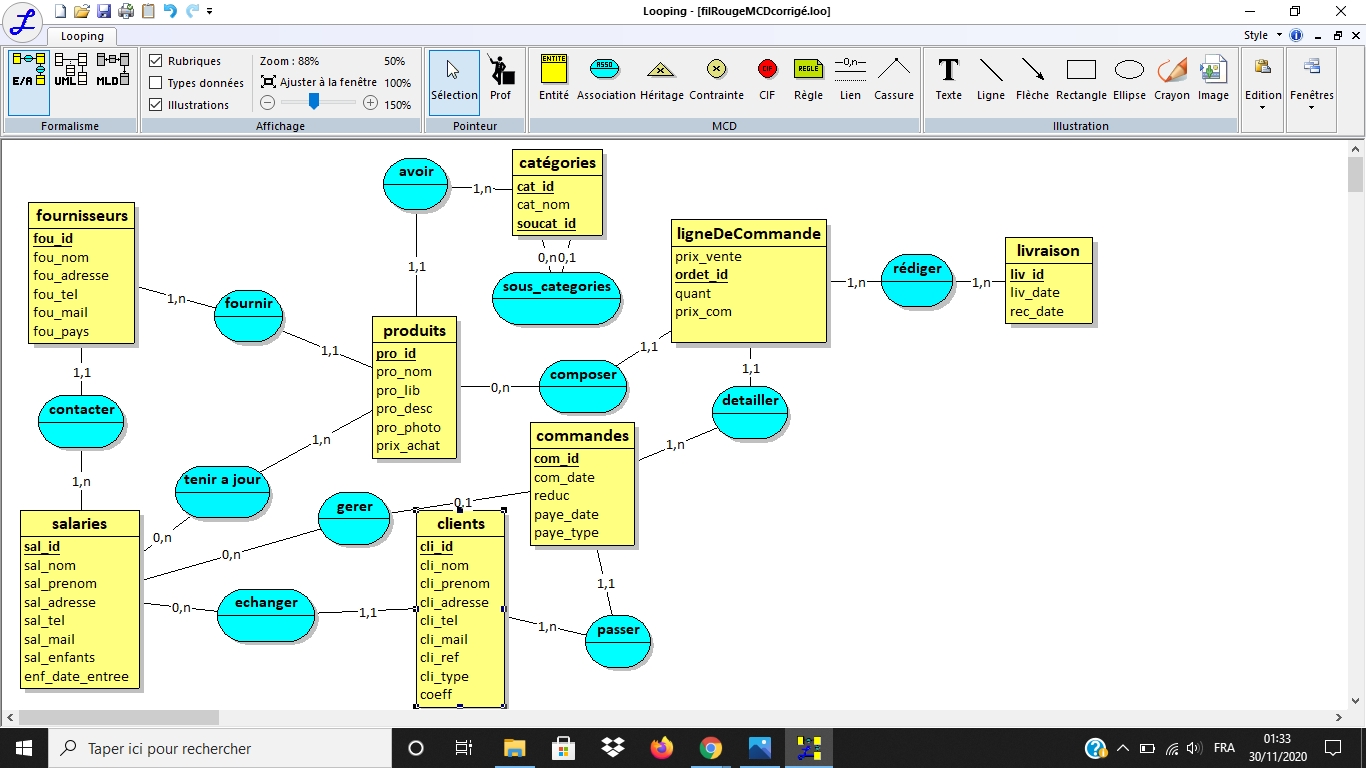 Looping - [filRougeMCDcorrigé.loo]
Looping
Style
E/R
UML
MLD
Formalisme
Rubriques
Types données
Illustrations
Zoom : 88%
50%
Ajuster à la fenêtre
100%
150%
Affichage
Sélection
Prof
Pointeur
ENTITÉ
Entité
ASSO
Association
Héritage
Contrainte
CIF
CIF
REGLE
Règle
—0,n—
Lien
Cassure
MCD
Texte
Ligne
Flèche
Rectangle
Ellipse
Crayon
Image
Illustration
Edition
Fenêtres
avoir
1,n
1,1
catégories
cat_id
cat_nom
soucat_id
0,n
0,1
sous_categories
fournisseurs
fou_id
fou_nom
fou_adresse
fou_tel
fou_mail
fou_pays
1,n
fournir
1,1
ligneDeCommande
prix_vente
ordet_id
quant
prix_com
1,n
rédiger
1,n
livraison
liv_id
liv_date
rec_date
produits
pro_id
pro_nom
pro_lib
pro_desc
pro_photo
prix_achat
0,n
composer
1,1
1,1
detailler
1,n
1,1
contacter
1,n
commandes
com_id
com_date
reduc
paye_date
paye_type
1,n
tenir a jour
0,n
gerer
0,1
0,n
salaries
sal_id
sal_nom
sal_prenom
sal_adresse
sal_tel
sal_mail
sal_enfants
enf_date_entree
0,n
echanger
1,1
clients
cli_id
cli_nom
cli_prenom
cli_adresse
cli_tel
cli_mail
cli_ref
cli_type
coeff
1,1
1,n
passer
Taper ici pour rechercher
FRA
01:33
30/11/2020